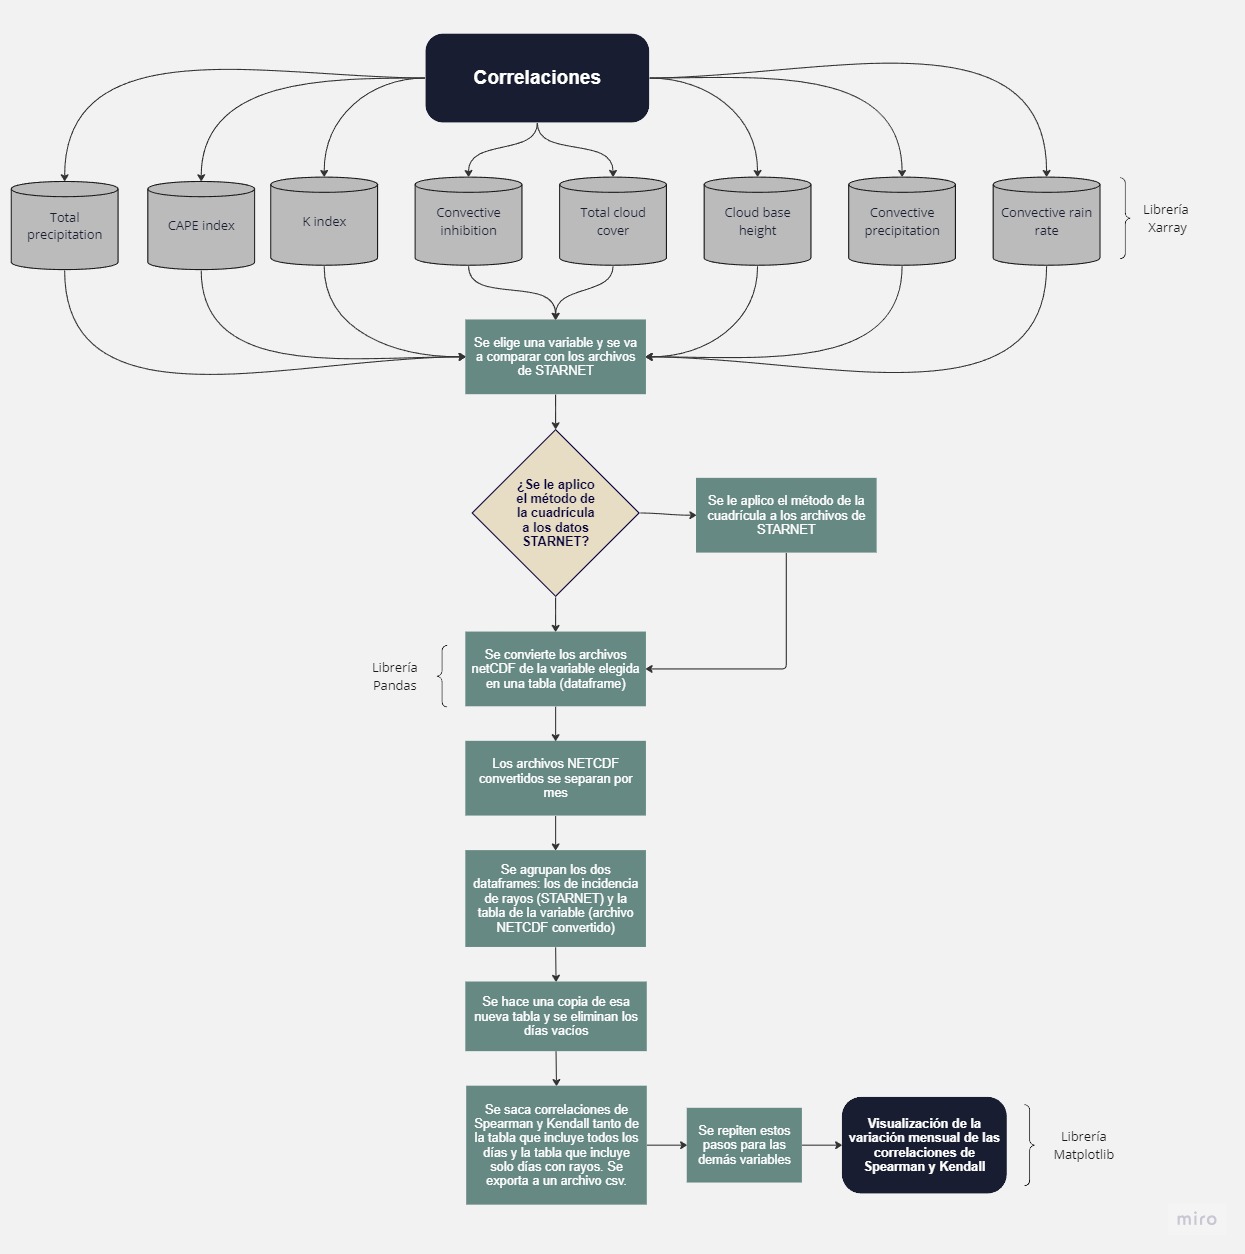 Correlaciones
Total
precipitation
CAPE index
K index
Convective
inhibition
Total cloud
cover
Cloud base
height
Convective
precipitation
Convective rain
rate
Librería
Xarray
Se elige una variable y se va
a comparar con los archivos
de STARNET
¿Se le aplico
el método de
la cuadrícula
a los datos
STARNET?
Se le aplico el método de la
cuadrícula a los archivos de
STARNET
Librería
Pandas
Se convierte los archivos
netCDF de la variable elegida
en una tabla (dataframe)
Los archivos NETCDF
convertidos se separan por
mes
Se agrupan los dos
dataframes: los de incidencia
de rayos (STARNET) y la
tabla de la variable (archivo
NETCDF convertido)
Se hace una copia de esa
nueva tabla y se eliminan los
días vacíos
Se saca correlaciones de
Spearman y Kendall tanto de
la tabla que incluye todos los
días y la tabla que incluye
solo días con rayos. Se
exporta a un archivo csv.
Se repiten estos
pasos para las
demás variables
Visualización de la
variación mensual de las
correlaciones de
Spearman y Kendall
Librería
Matplotlib
miro